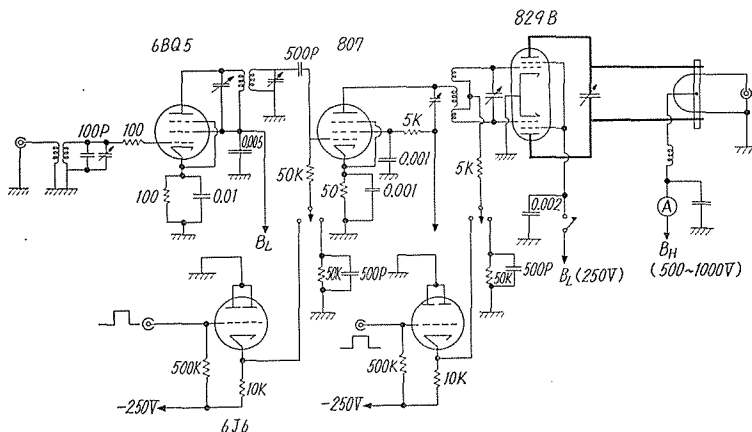 829B
6BQ5
500P
807
100P
100
5K
0.005
0.001
50K
5K
100
0.01
50
0.001
0.002
A
B_L
B_H
(500~1000V)
50K
500P
50K
500P
B_L (250V)
500K
10K
500K
10K
-250V
-250V
6J6